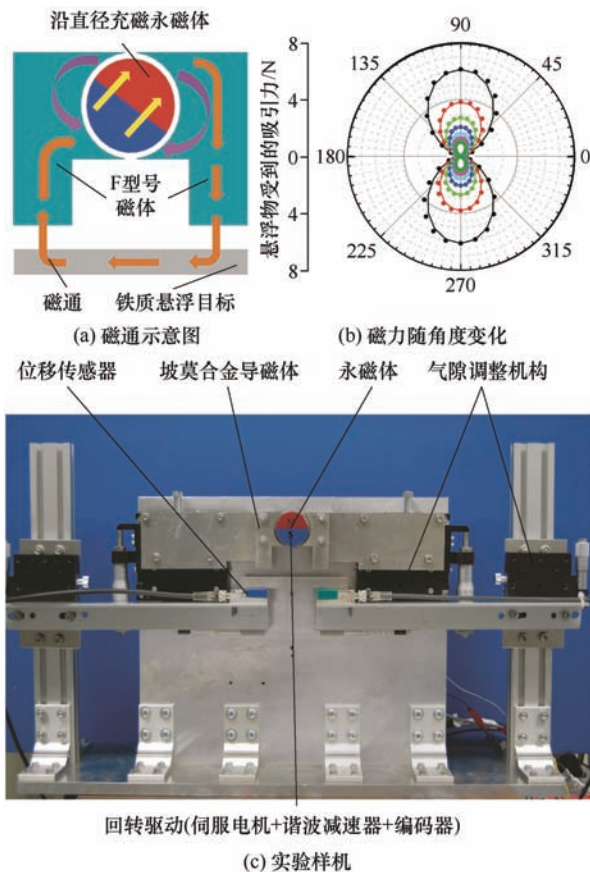 沿直径充磁永磁体
F型号
磁体
磁通
铁质悬浮目标
(a) 磁通示意图
悬浮物受到的吸引力/N
8
4
0
4
8
90
45
0
315
270
225
180
135
(b) 磁力随角度变化
位移传感器
坡莫合金导磁体
永磁体
气隙调整机构
N
S
回转驱动(伺服电机+谐波减速器+编码器)
(c) 实验样机